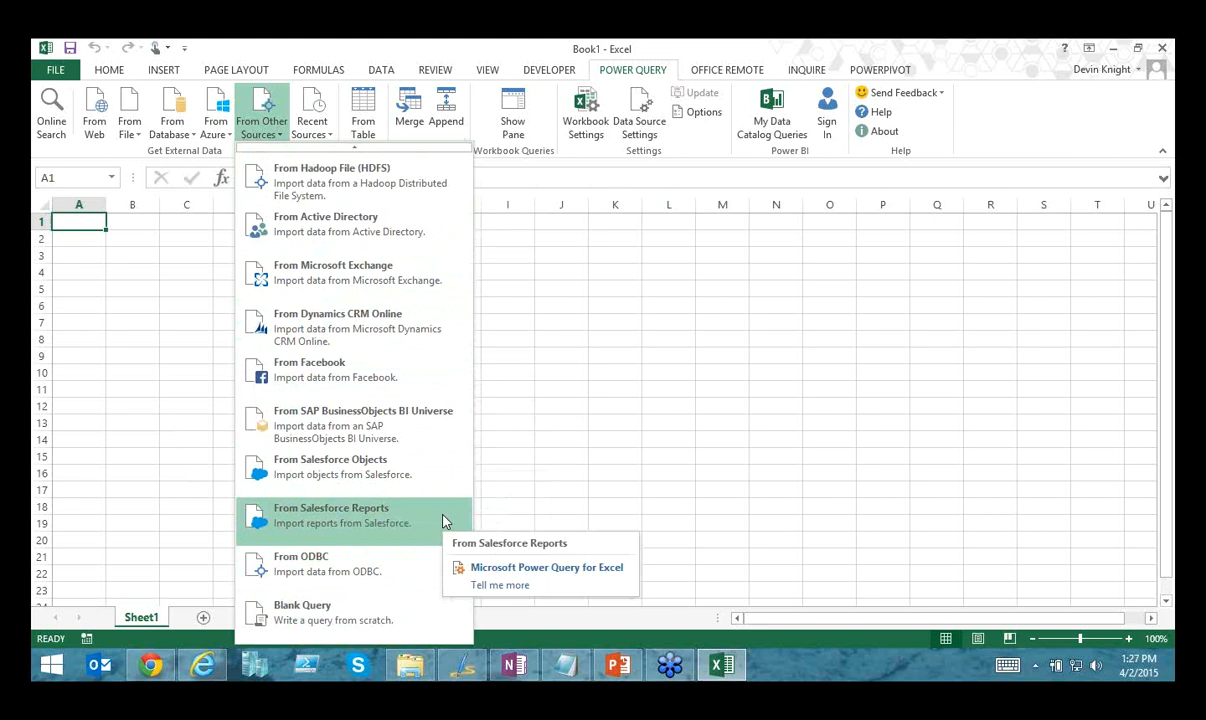 Book1 - Excel
FILE HOME INSERT PAGE LAYOUT FORMULAS DATA REVIEW VIEW DEVELOPER POWER QUERY OFFICE REMOTE INQUIRE POWERPIVOT Devin Knight
Online Search
From Web
From File
From Database
From Azure
From Other Sources
Recent Sources
From Table
Merge
Append
Show Pane
Workbook Settings
Data Source Settings
Update
Options
My Data Catalog Queries
Sign In
Send Feedback
Help
About
Get External Data Workbook Queries Settings Power BI Help
A1 fx
A B C I J K L M N O P Q R S T U
1
2
3
4
5
6
7
8
9
10
11
12
13
14
15
16
17
18
19
20
21
22
23
From Hadoop File (HDFS)
Import data from a Hadoop Distributed
File System.
From Active Directory
Import data from Active Directory.
From Microsoft Exchange
Import data from Microsoft Exchange.
From Dynamics CRM Online
Import data from Microsoft Dynamics
CRM Online.
From Facebook
Import data from Facebook.
From SAP BusinessObjects BI Universe
Import data from an SAP
BusinessObjects BI Universe.
From Salesforce Objects
Import objects from Salesforce.
From Salesforce Reports
Import reports from Salesforce.
From ODBC
Import data from ODBC.
Blank Query
Write a query from scratch.
From Salesforce Reports
Microsoft Power Query for Excel
Tell me more
Sheet1
READY 100%
1:27 PM
4/2/2015